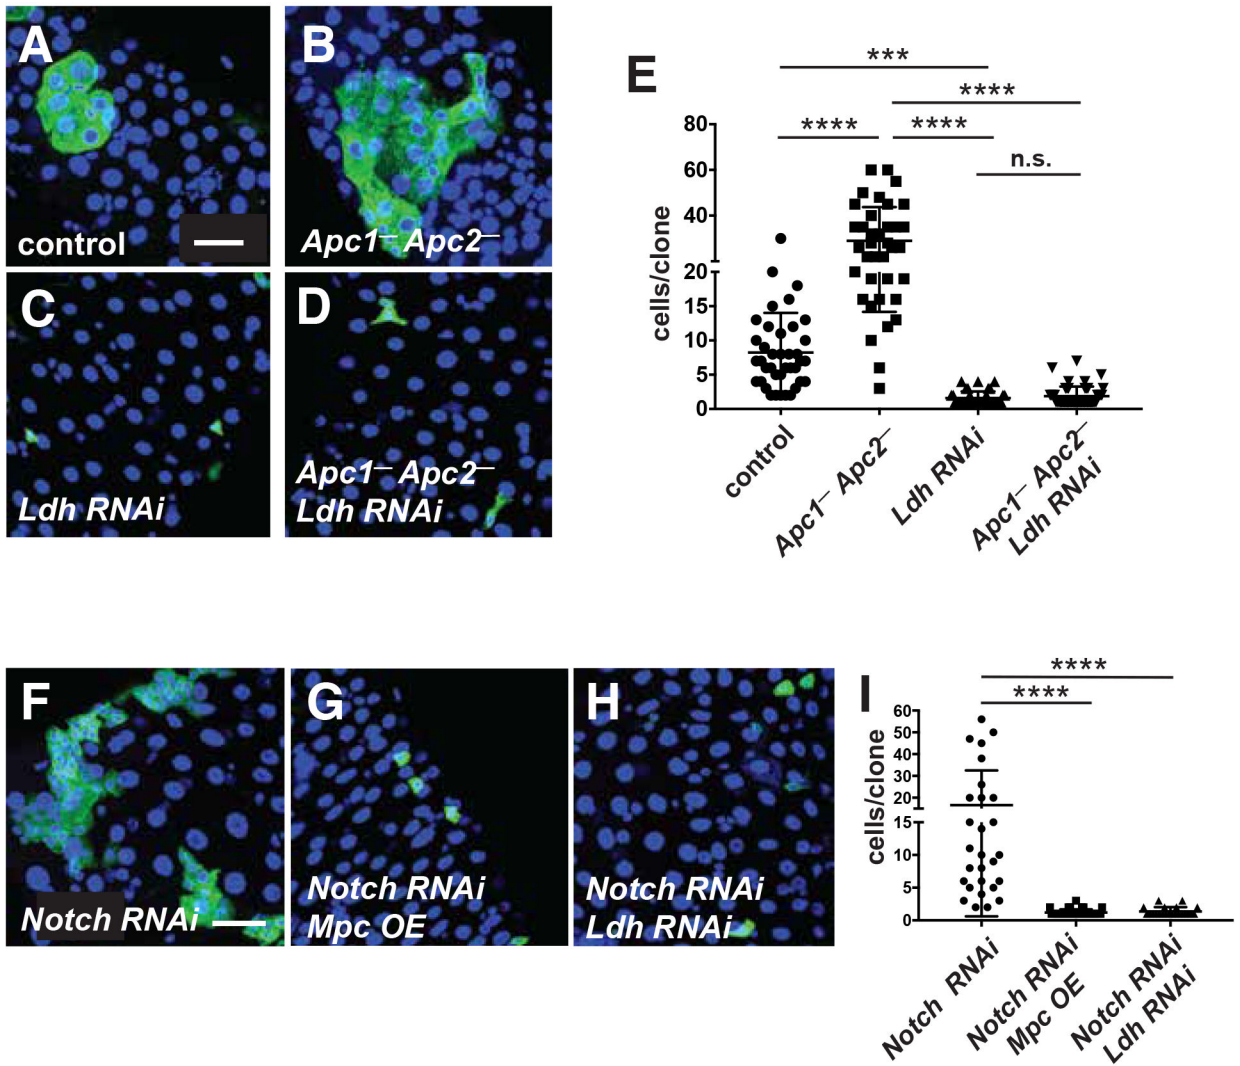 A
control
B
Apc1– Apc2–
C
Ldh RNAi
D
Apc1– Apc2–
Ldh RNAi
E
***
****
****
****
n.s.
cells/clone
80
60
40
20
20
15
10
5
0
control
Apc1– Apc2–
Ldh RNAi
Apc1– Apc2–
Ldh RNAi
F
Notch RNAi
G
Notch RNAi
Mpc OE
H
Notch RNAi
Ldh RNAi
I
****
****
cells/clone
60
50
40
30
20
15
10
5
0
Notch RNAi
Notch RNAi
Mpc OE
Notch RNAi
Ldh RNAi